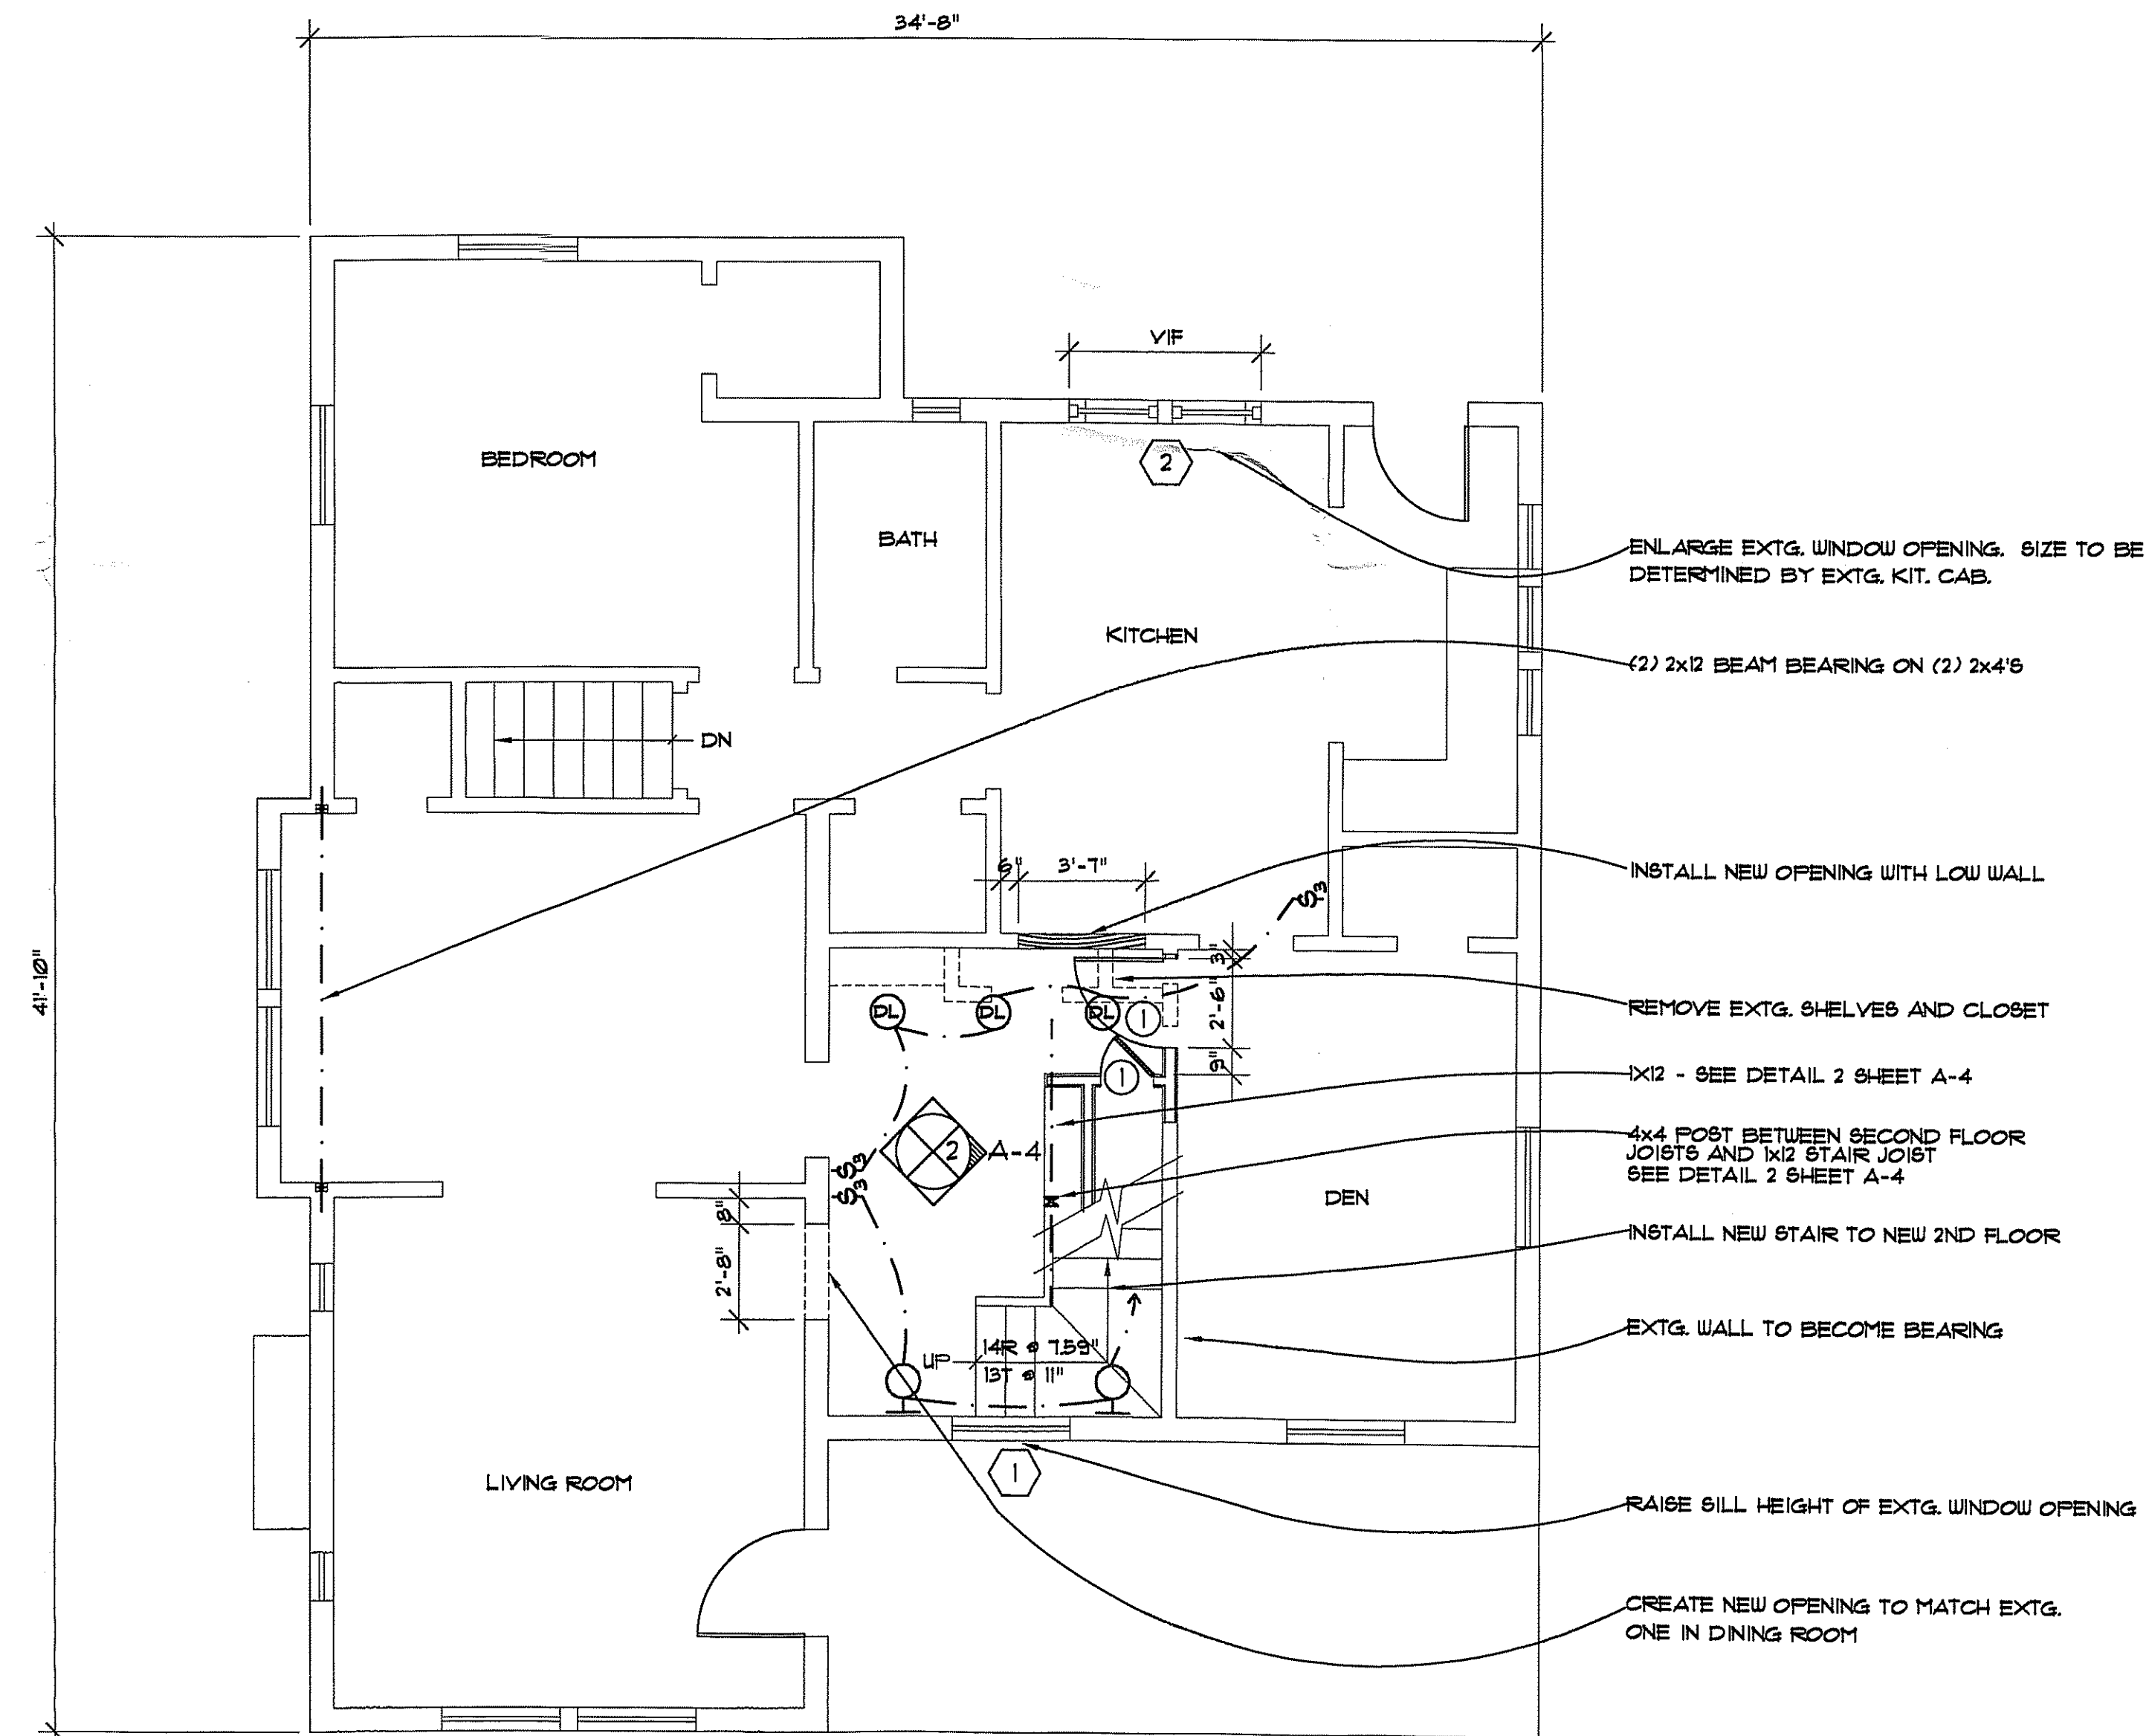 34'-8"
VIF
BEDROOM
2
BATH
ENLARGE EXTG. WINDOW OPENING. SIZE TO BE
DETERMINED BY EXTG. KIT. CAB.
KITCHEN
(2) 2x12 BEAM BEARING ON (2) 2x4'S
DN
6"
3'-7"
INSTALL NEW OPENING WITH LOW WALL
S3
41'-10"
3"
2'-6"
9"
REMOVE EXTG. SHELVES AND CLOSET
DL
DL
DL
1
1
1X12 - SEE DETAIL 2 SHEET A-4
2
A-4
4x4 POST BETWEEN SECOND FLOOR
JOISTS AND 1x12 STAIR JOIST
SEE DETAIL 2 SHEET A-4
S3
S3
8"
2'-8"
DEN
INSTALL NEW STAIR TO NEW 2ND FLOOR
EXTG. WALL TO BECOME BEARING
UP
14R @ 7.59"
13T @ 11"
1
LIVING ROOM
RAISE SILL HEIGHT OF EXTG. WINDOW OPENING
CREATE NEW OPENING TO MATCH EXTG.
ONE IN DINING ROOM